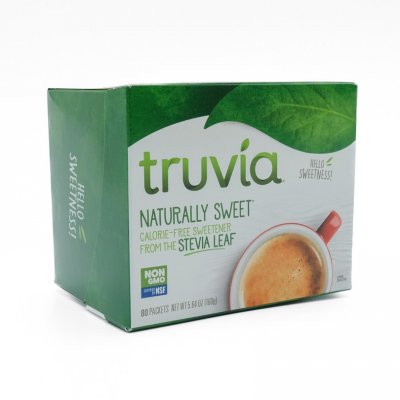 HELLO
SWEETNESS!
truvia
HELLO
SWEETNESS!
NATURALLY SWEET
CALORIE-FREE SWEETENER
FROM THE STEVIA LEAF
NON
GMO
NSF
80 PACKETS NET WT 5.64 OZ (160g)